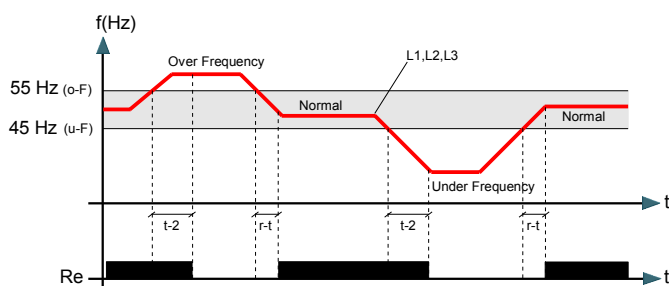 f(Hz)
Over Frequency
L1,L2,L3
55 Hz (o-F)
Normal
Normal
45 Hz (u-F)
Under Frequency
t
t-2
r-t
t-2
r-t
Re
t